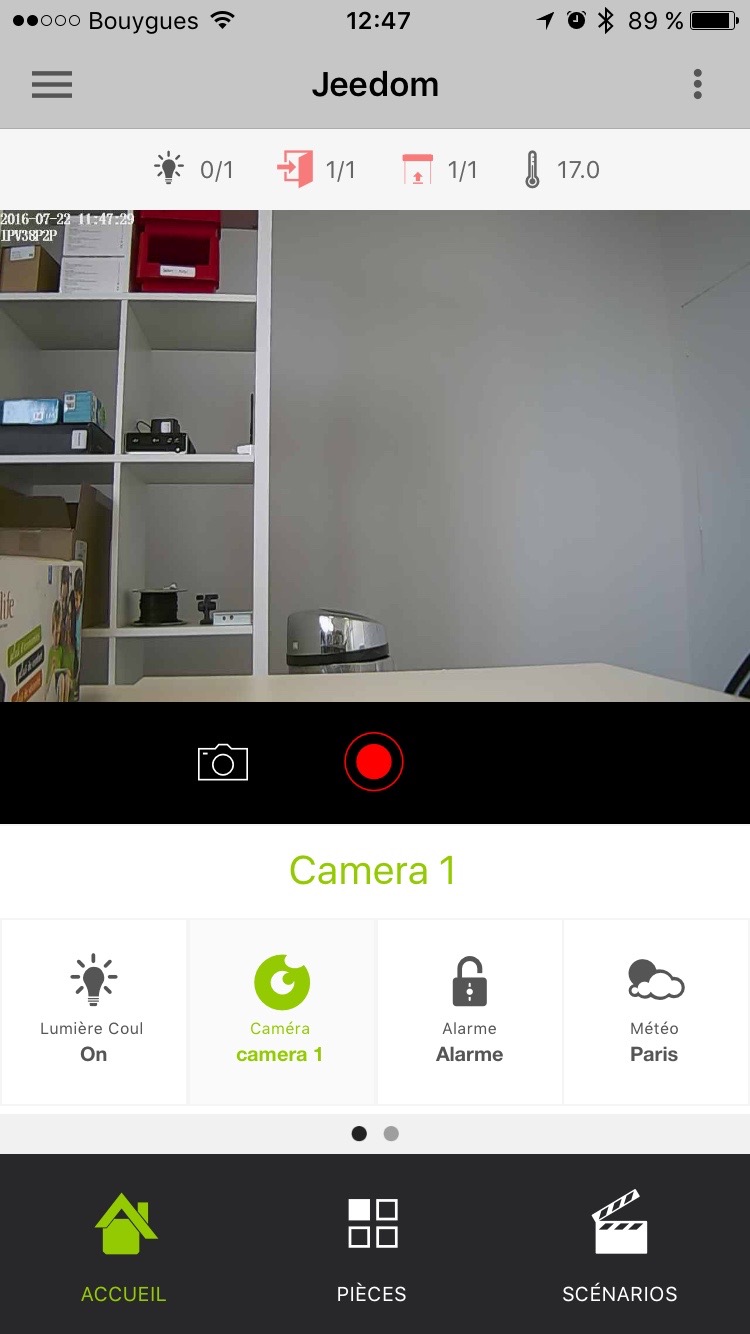 Bouygues 12:47 89 %
Jeedom
0/1 1/1 1/1 17.0
2016-07-22 11:47:29
IPV38P2P
life
Camera 1
Lumière Coul
On
Caméra
camera 1
Alarme
Alarme
Météo
Paris
ACCUEIL PIÈCES SCÉNARIOS